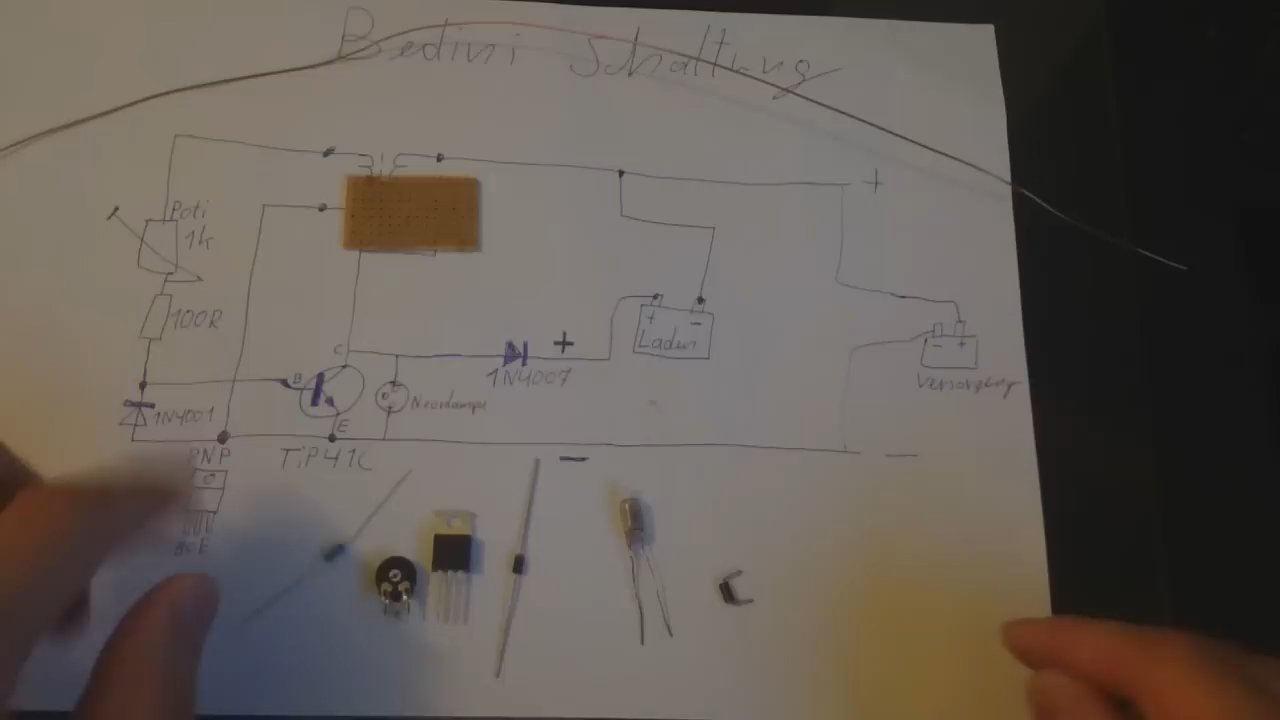 Bedini Schaltung
+
Poti
1k
100R
+ -
Laden
- +
Versorgung
C
+
1N4007
B
Neonlampe
1N4001
E
PNP
TiP41C
-
-
BCE